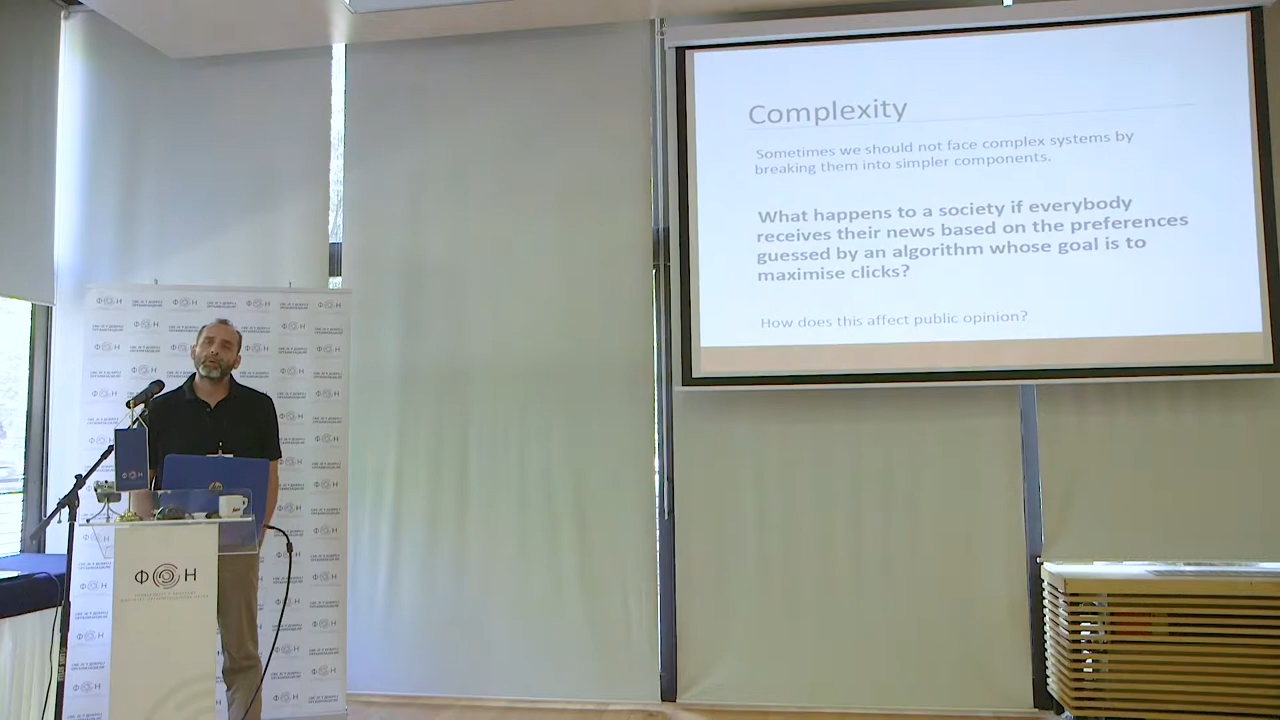 Complexity
Sometimes we should not face complex systems by
breaking them into simpler components.
What happens to a society if everybody
receives their news based on the preferences
guessed by an algorithm whose goal is to
maximise clicks?
How does this affect public opinion?
ФОН